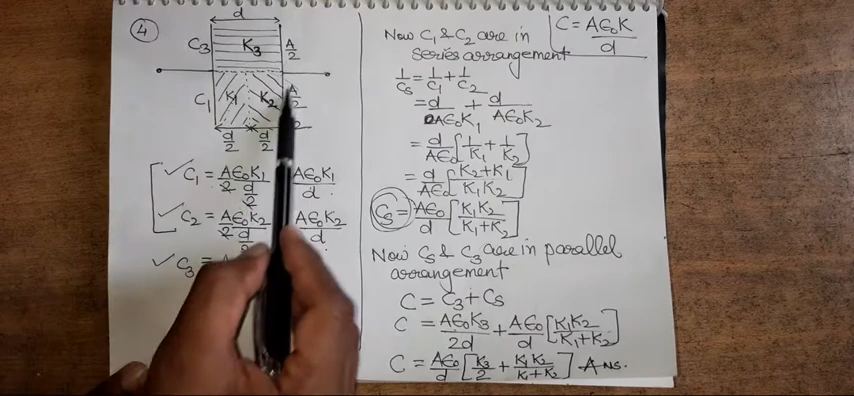 ④
d
C₃ K₃ A/2
C₁ K₁ K₂ A/2
d/2 d/2
C₁ = Aε₀K₁ / 2 d/2 AЄ₀K₁/d
C₂ = Aε₀K₂ / 2 d/2 AЄ₀K₂/d
C₃ =
C = AЄ₀K/d
Now C₁ & C₂ are in
series arrangement
1/Cs = 1/C₁ + 1/C₂
= d/AЄ₀K₁ + d/AЄ₀K₂
= d/AЄ₀ [1/K₁ + 1/K₂]
= d/AЄ₀ [K₂+K₁/K₁K₂]
Cs = AЄ₀/d [K₁K₂/K₁+K₂]
Now Cs & C₃ are in parallel
arrangement
C = C₃ + Cs
C = AЄ₀K₃/2d + AЄ₀/d [K₁K₂/K₁+K₂]
C = AЄ₀/d [K₃/2 + K₁K₂/K₁+K₂] Ans.